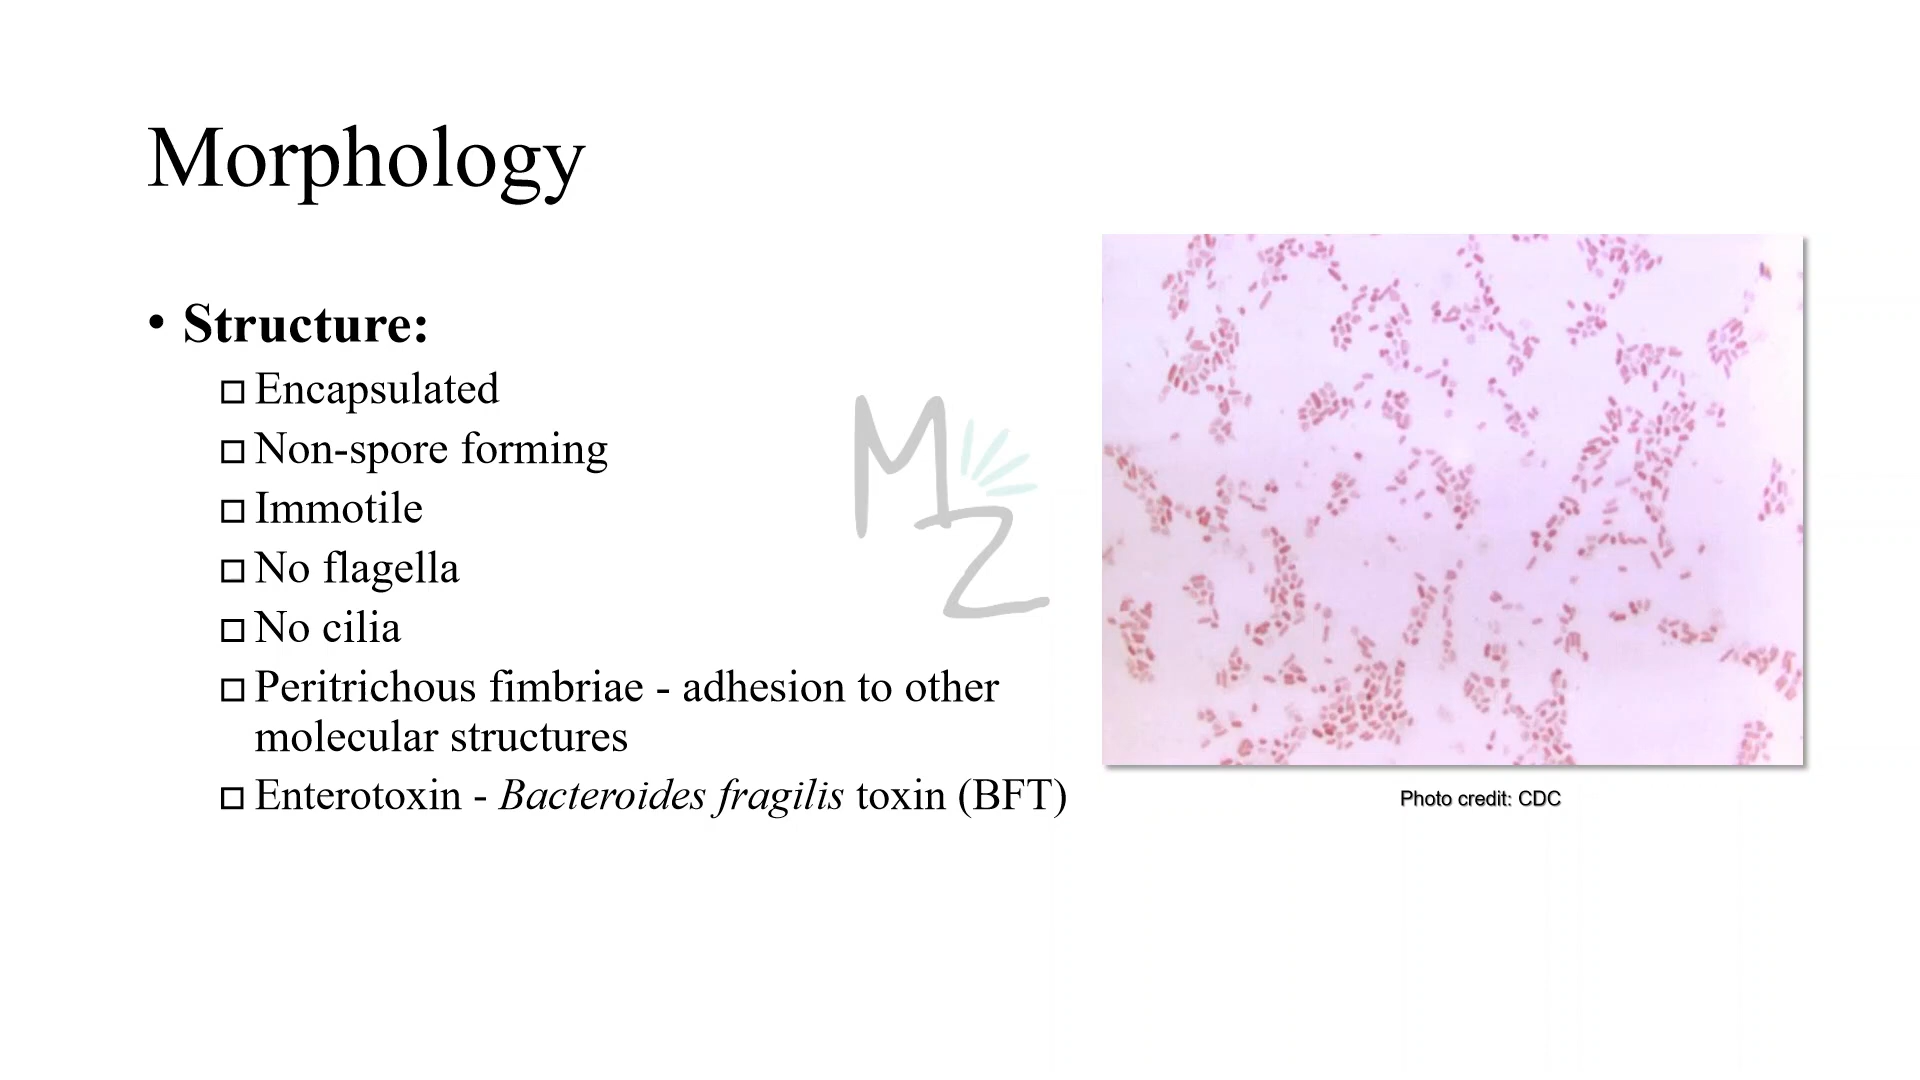 Morphology
• Structure:
□ Encapsulated
□ Non-spore forming
□ Immotile
□ No flagella
□ No cilia
□ Peritrichous fimbriae - adhesion to other
molecular structures
□ Enterotoxin - Bacteroides fragilis toxin (BFT)
MZ
Photo credit: CDC